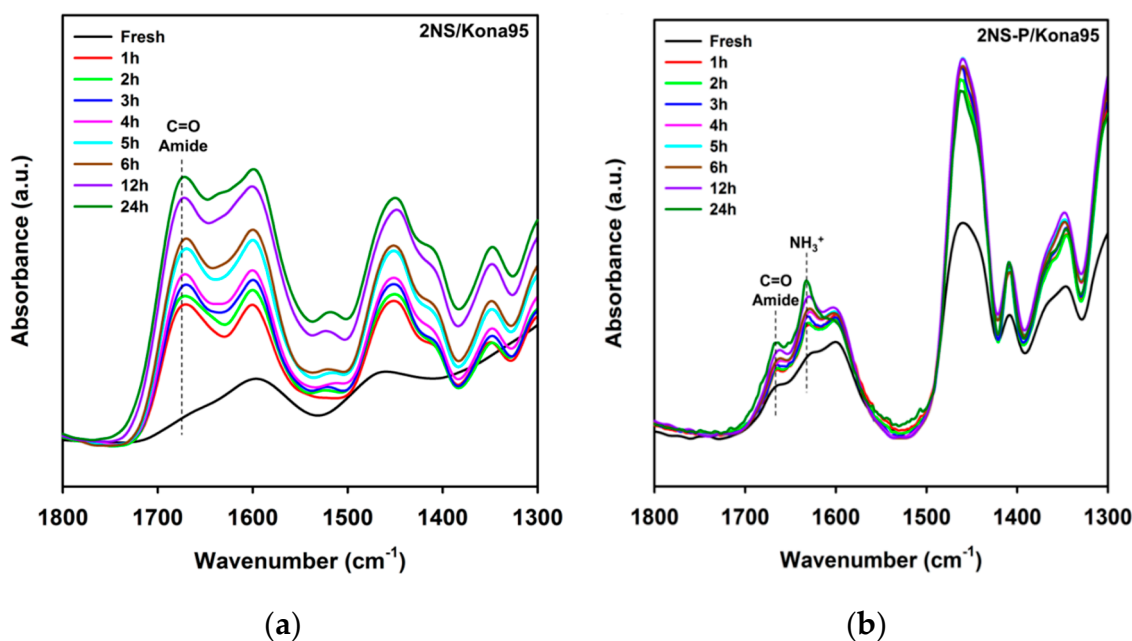 2NS/Kona95
Fresh
1h
2h
3h
4h
5h
6h
12h
24h
C=O
Amide
Absorbance (a.u.)
1800 1700 1600 1500 1400 1300
Wavenumber (cm⁻¹)
(a)
2NS-P/Kona95
Fresh
1h
2h
3h
4h
5h
6h
12h
24h
NH₃⁺
C=O
Amide
Absorbance (a.u.)
1800 1700 1600 1500 1400 1300
Wavenumber (cm⁻¹)
(b)